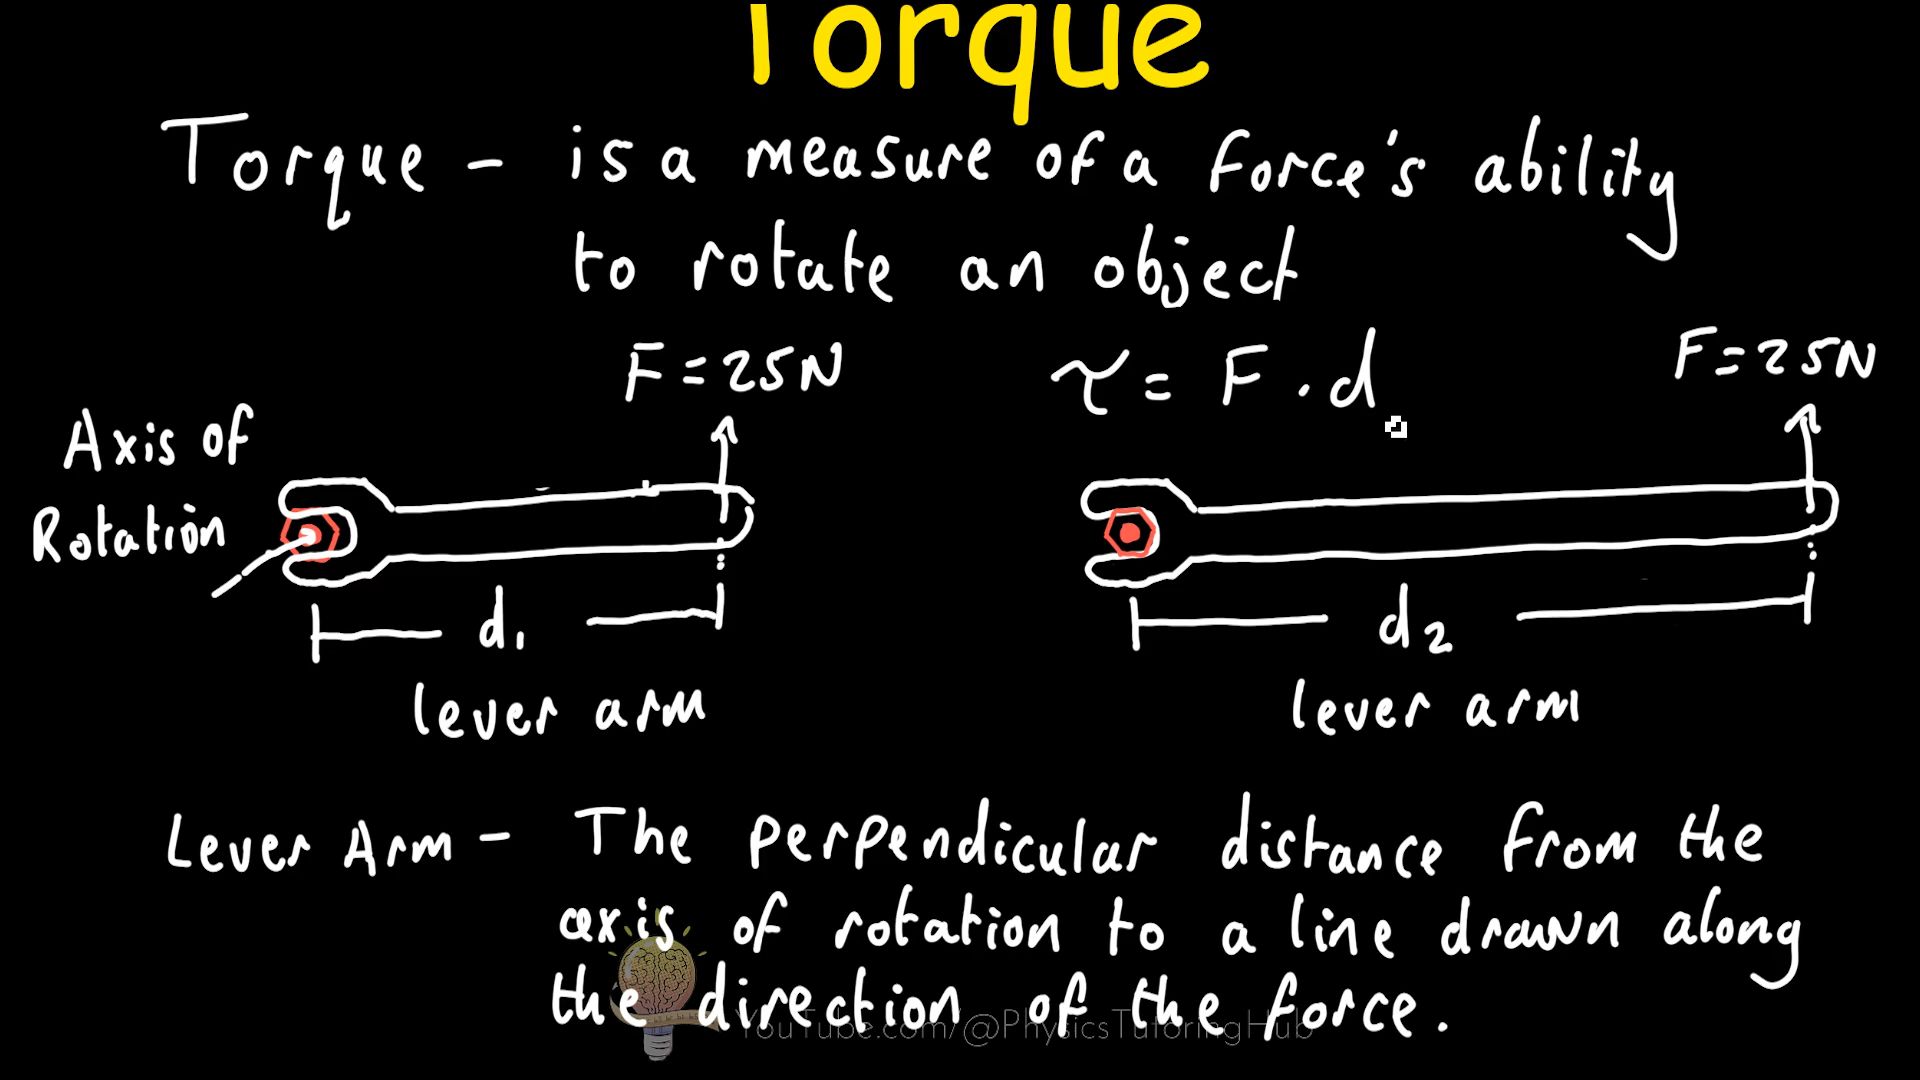 Torque
Torque - is a measure of a force's ability
to rotate an object
F = 25N
τ = F . d
F = 25N
Axis of
Rotation
d1
d2
lever arm
lever arm
Lever Arm - The perpendicular distance from the
axis of rotation to a line drawn along
the direction of the force.
YouTube.com/@PhysicsTutoringHub